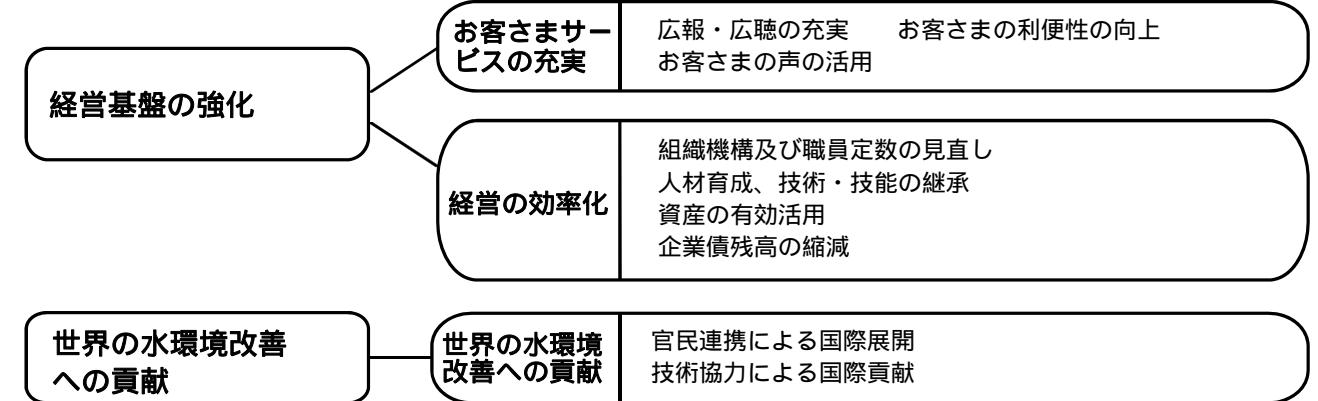 経営基盤の強化
お客さまサー
ビスの充実
広報・広聴の充実　　お客さまの利便性の向上
お客さまの声の活用
経営の効率化
組織機構及び職員定数の見直し
人材育成、技術・技能の継承
資産の有効活用
企業債残高の縮減
世界の水環境改善
への貢献
世界の水環境
改善への貢献
官民連携による国際展開
技術協力による国際貢献